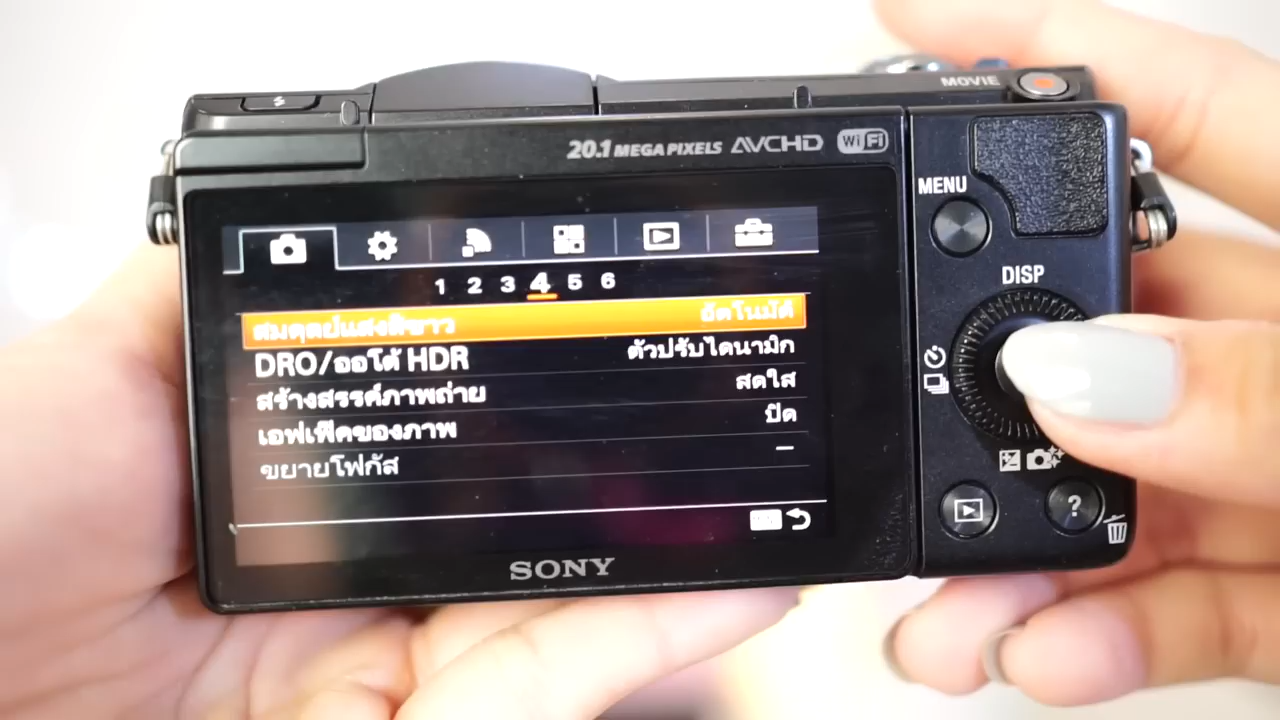 MOVIE
20.1 MEGA PIXELS AVCHD Wi Fi
MENU
DISP
1 2 3 4 5 6
สมดุลย์แสงสีขาว อัตโนมัติ
DRO/ออโต้ HDR ตัวปรับไดนามิก
สร้างสรรค์ภาพถ่าย สดใส
เอฟเฟ็คของภาพ ปิด
ขยายโฟกัส –
?
SONY